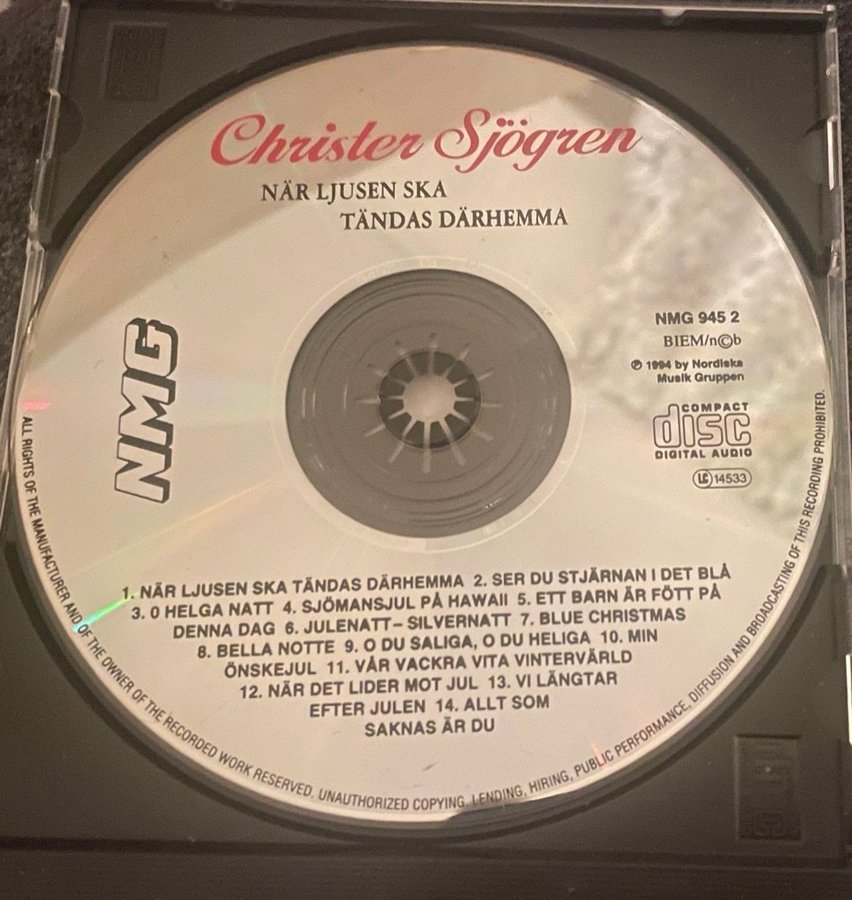 Christer Sjögren
NÄR LJUSEN SKA
TÄNDAS DÄRHEMMA
NMG
NMG 945 2
BIEM/n©b
℗ 1994 by Nordiska
Musik Gruppen
COMPACT
disc
DIGITAL AUDIO
LC 14533
1. NÄR LJUSEN SKA TÄNDAS DÄRHEMMA 2. SER DU STJÄRNAN I DET BLÅ
3. O HELGA NATT 4. SJÖMANSJUL PÅ HAWAII 5. ETT BARN ÄR FÖTT PÅ
DENNA DAG 6. JULENATT– SILVERNATT 7. BLUE CHRISTMAS
8. BELLA NOTTE 9. O DU SALIGA, O DU HELIGA 10. MIN
ÖNSKEJUL 11. VÅR VACKRA VITA VINTERVÄRLD
12. NÄR DET LIDER MOT JUL 13. VI LÄNGTAR
EFTER JULEN 14. ALLT SOM
SAKNAS ÄR DU
ALL RIGHTS OF THE MANUFACTURER AND OF THE OWNER OF THE RECORDED WORK RESERVED. UNAUTHORIZED COPYING, LENDING, HIRING, PUBLIC PERFORMANCE, DIFFUSION AND BROADCASTING OF THIS RECORDING PROHIBITED.